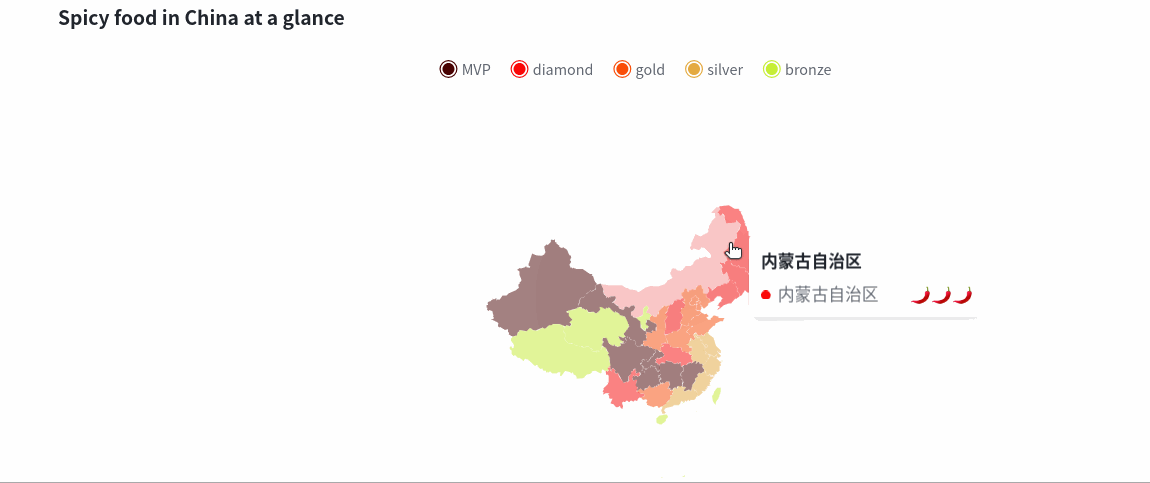 Spicy food in China at a glance
MVP diamond gold silver bronze
内蒙古自治区
内蒙古自治区 🌶️🌶️🌶️